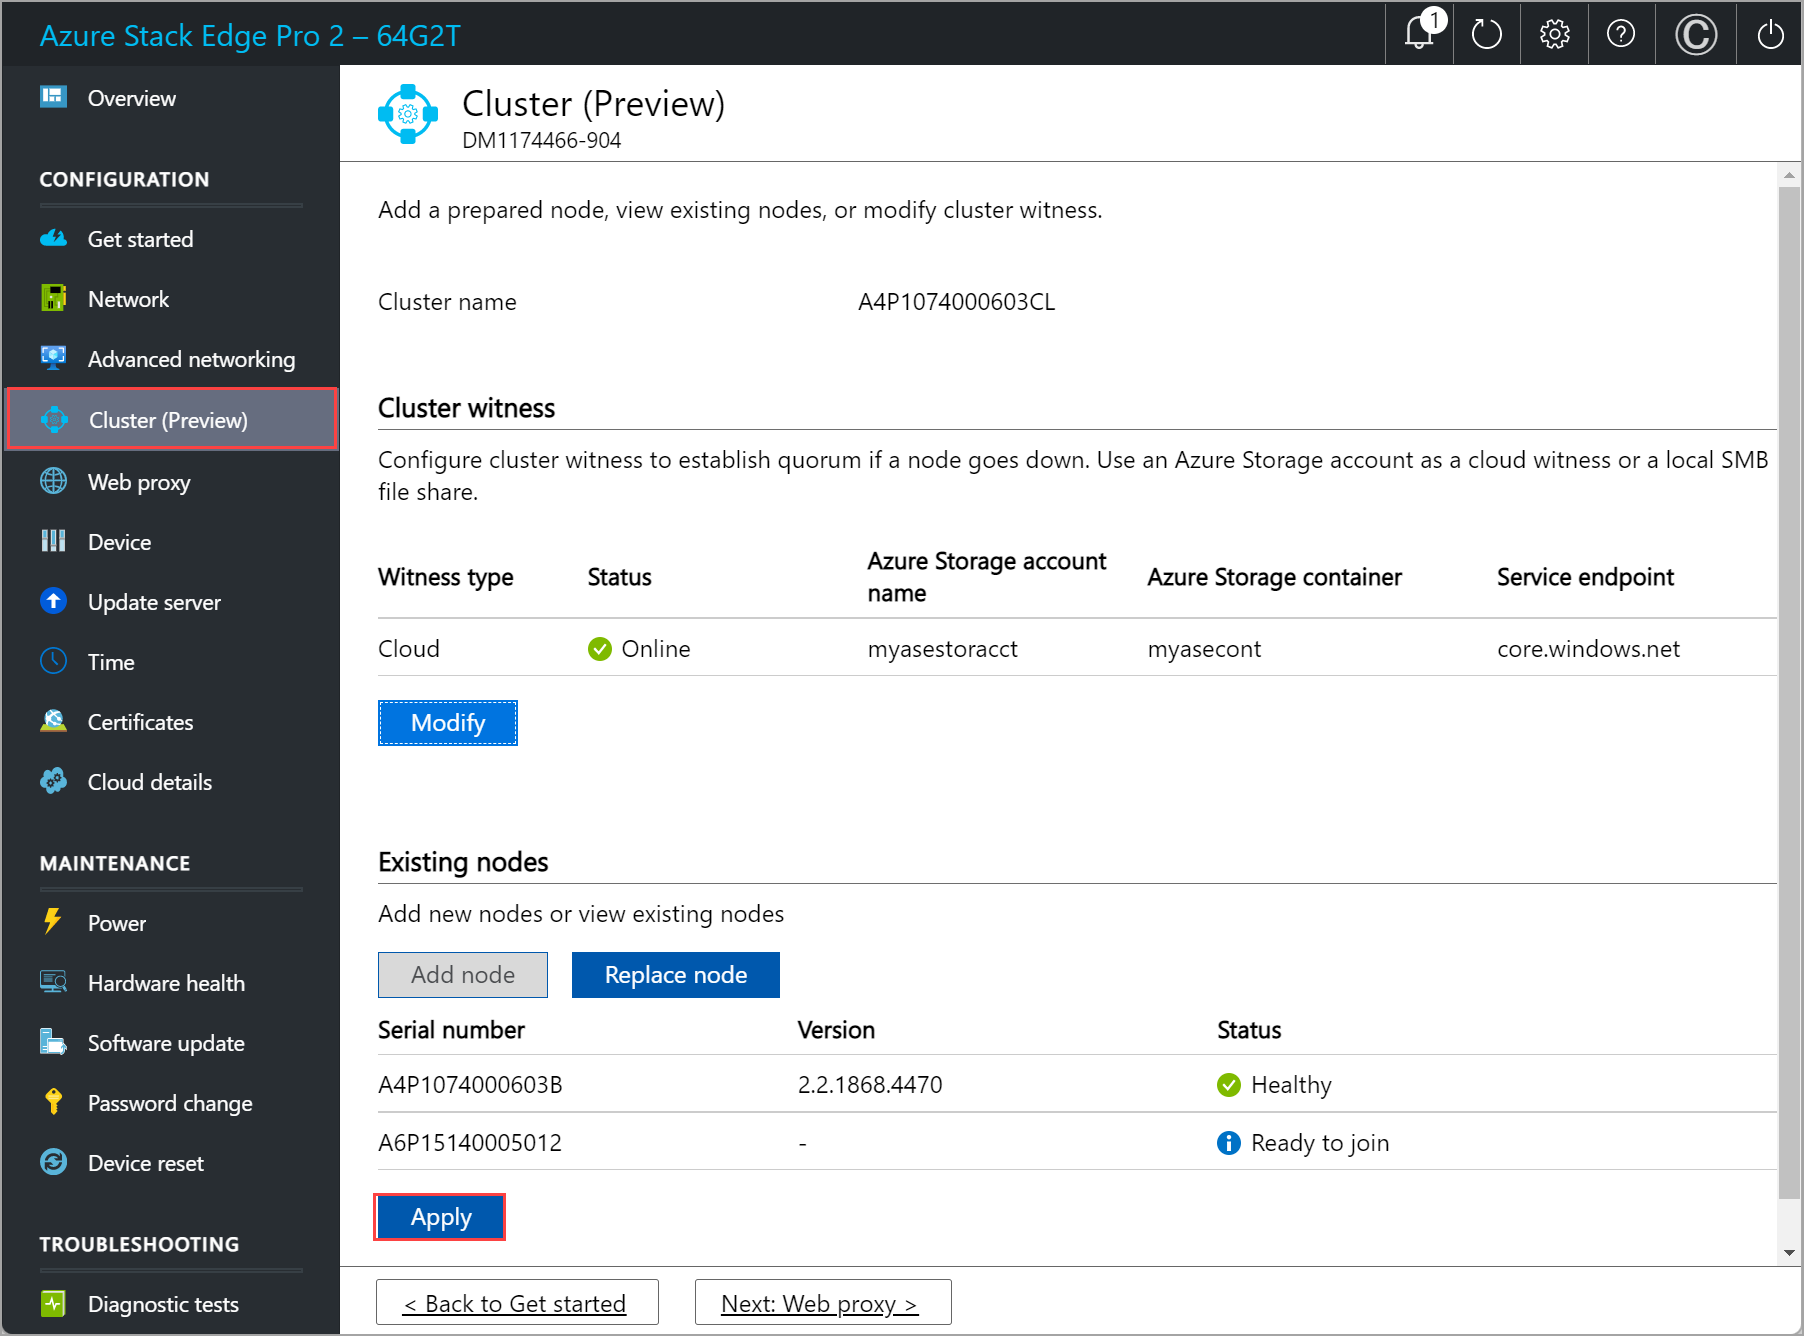 Azure Stack Edge Pro 2 – 64G2T
1
Overview
CONFIGURATION
Get started
Network
Advanced networking
Cluster (Preview)
Web proxy
Device
Update server
Time
Certificates
Cloud details
MAINTENANCE
Power
Hardware health
Software update
Password change
Device reset
TROUBLESHOOTING
Diagnostic tests
Cluster (Preview)
DM1174466-904
Add a prepared node, view existing nodes, or modify cluster witness.
Cluster name A4P1074000603CL
Cluster witness
Configure cluster witness to establish quorum if a node goes down. Use an Azure Storage account as a cloud witness or a local SMB
file share.
Witness type Status Azure Storage account name Azure Storage container Service endpoint
Cloud Online myasestoracct myasecont core.windows.net
Modify
Existing nodes
Add new nodes or view existing nodes
Add node Replace node
Serial number Version Status
A4P1074000603B 2.2.1868.4470 Healthy
A6P15140005012 - Ready to join
Apply
< Back to Get started Next: Web proxy >